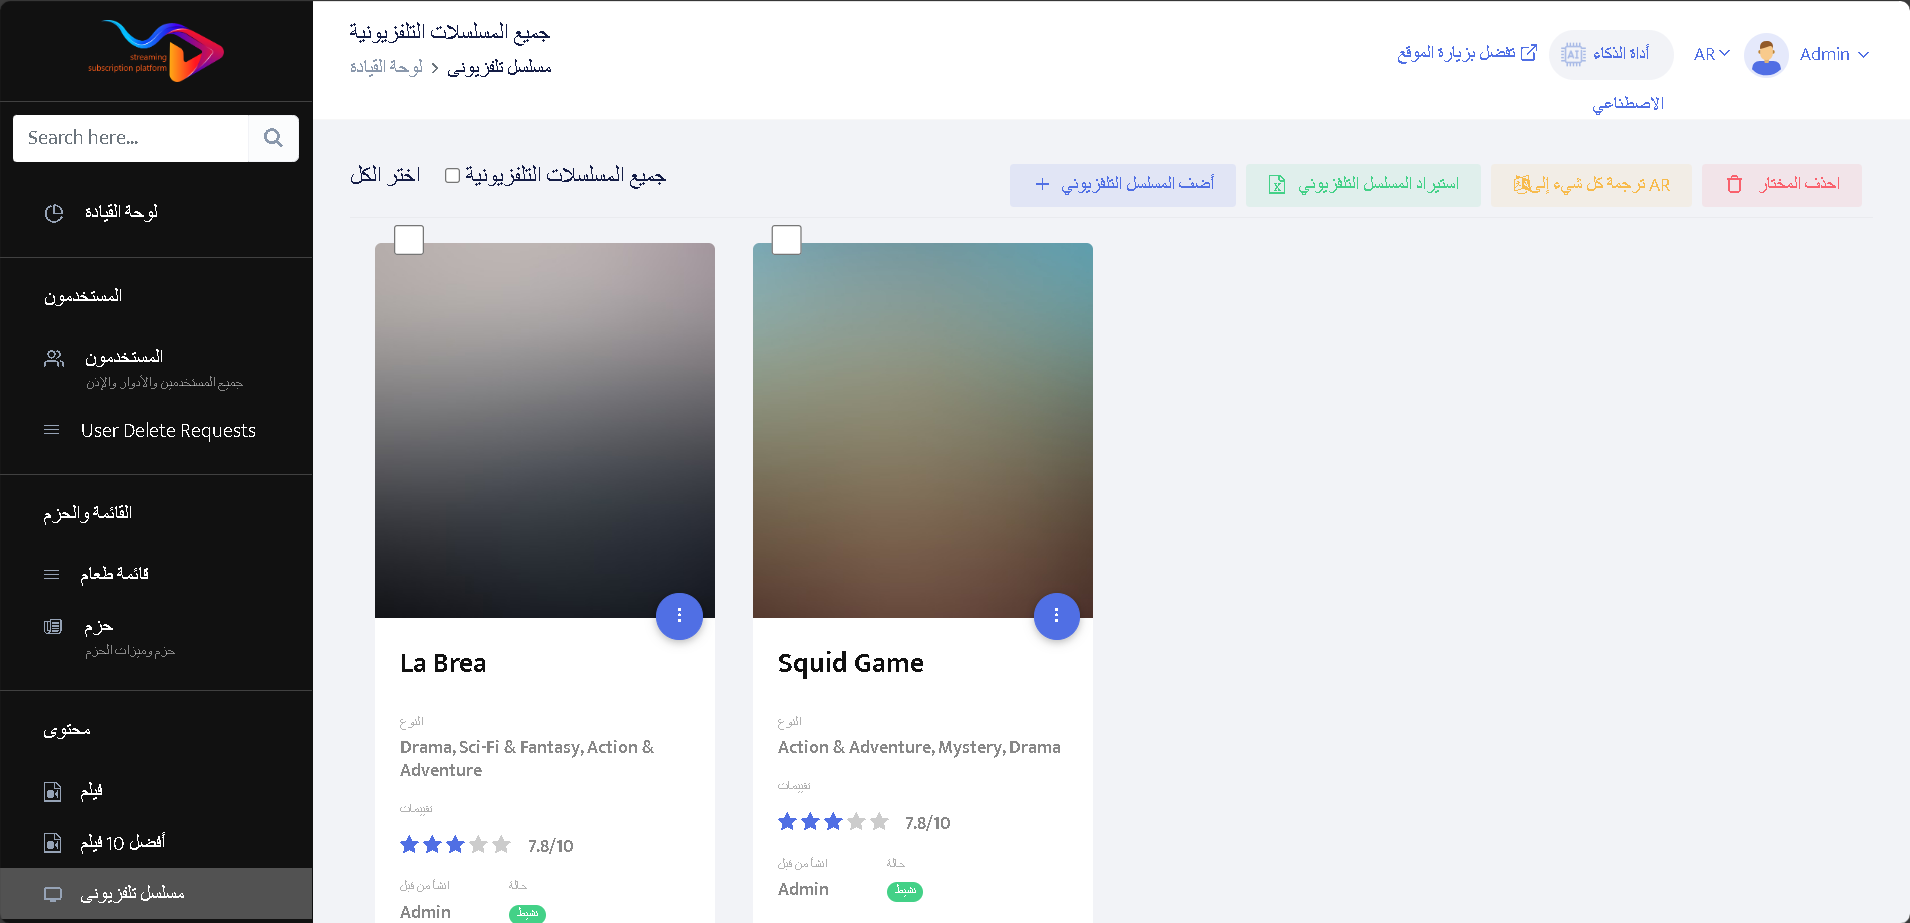 streaming
subscription platform
Search here...
لوحة القيادة
المستخدمون
المستخدمون
جميع المستخدمين والأدوار والإذن
User Delete Requests
القائمة والحزم
قائمة طعام
حزم
حزم وميزات الحزم
محتوى
فيلم
أفضل 10 فيلم
مسلسل تلفزيونى
جميع المسلسلات التلفزيونية
لوحة القيادة > مسلسل تلفزيونى
تفضل بزيارة الموقع
أداة الذكاء
الاصطناعي
AR
Admin
اختر الكل
جميع المسلسلات التلفزيونية
أضف المسلسل التلفزيوني
استيراد المسلسل التلفزيوني
ترجمة كل شيء إلى AR
احذف المختار
La Brea
النوع
Drama, Sci-Fi & Fantasy, Action &
Adventure
تقييمات
7.8/10
انشأ من قبل
حالة
Admin
نشيط
Squid Game
النوع
Action & Adventure, Mystery, Drama
تقييمات
7.8/10
انشأ من قبل
حالة
Admin
نشيط